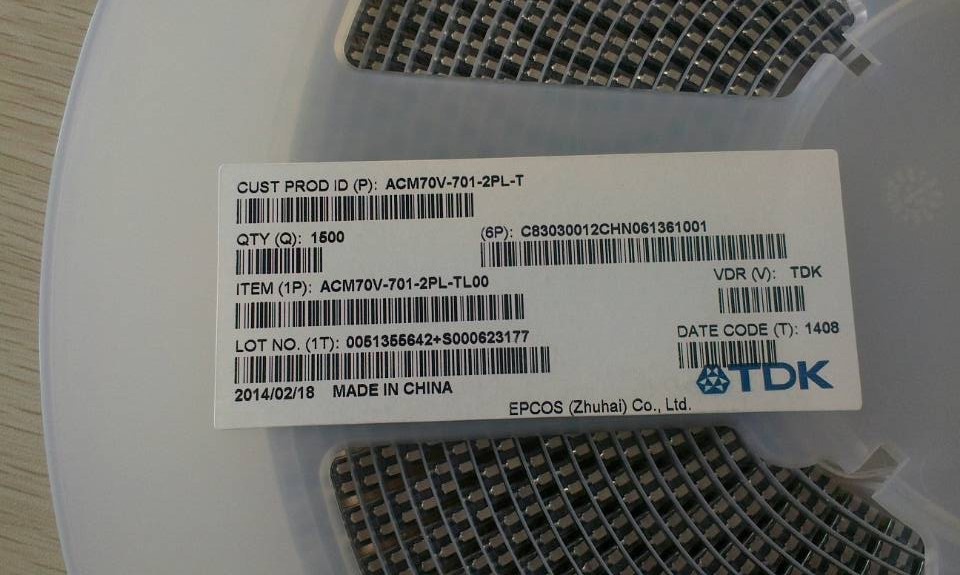 CUST PROD ID (P): ACM70V-701-2PL-T
QTY (Q): 1500
(6P): C83030012CHN061361001
ITEM (1P): ACM70V-701-2PL-TL00
VDR (V): TDK
LOT NO. (1T): 0051355642+S000623177
DATE CODE (T): 1408
2014/02/18 MADE IN CHINA
TDK
EPCOS (Zhuhai) Co., Ltd.